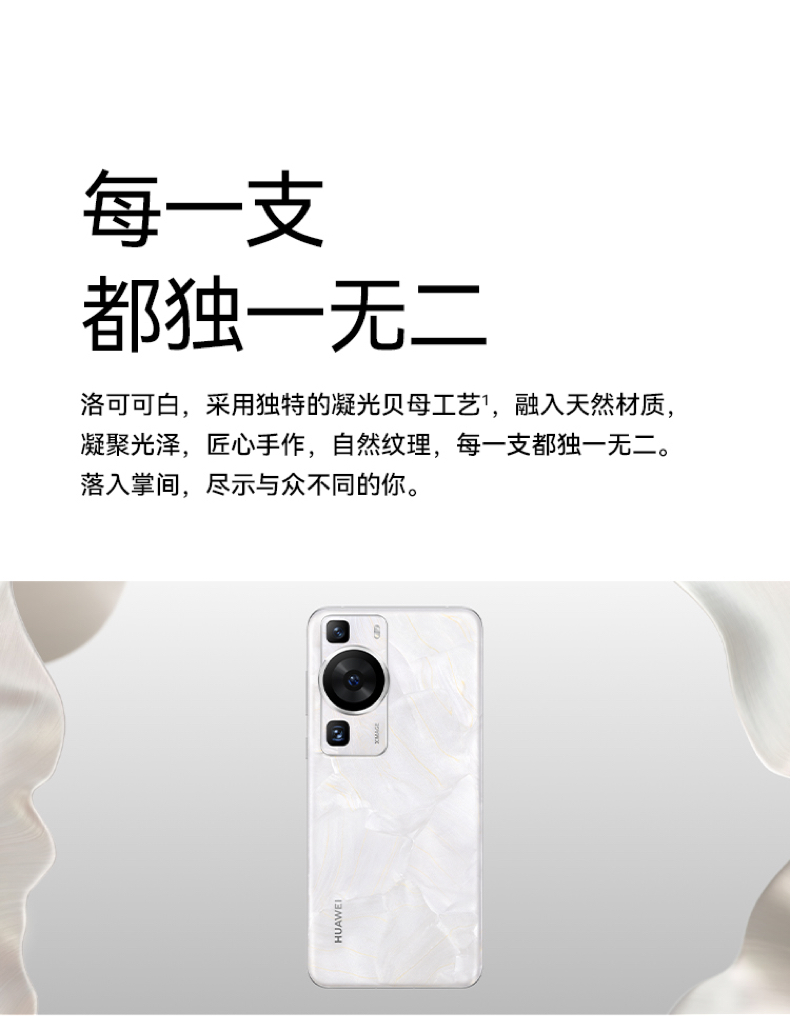 每一支
都独一无二
洛可可白，采用独特的凝光贝母工艺¹，融入天然材质，
凝聚光泽，匠心手作，自然纹理，每一支都独一无二。
落入掌间，尽示与众不同的你。
XMAGE
HUAWEI